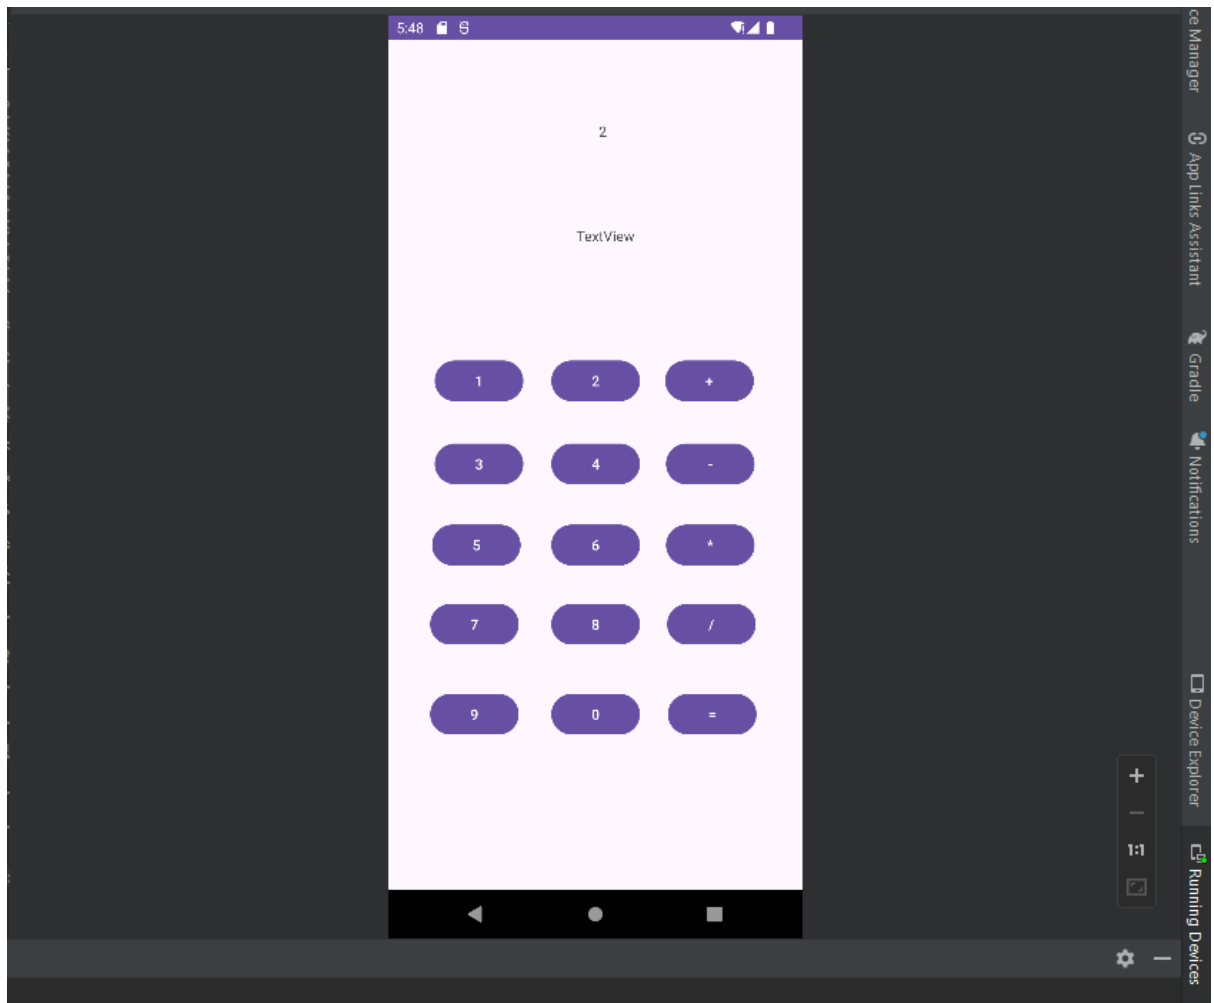 5:48
2
TextView
1 2 +
3 4 -
5 6 *
7 8 /
9 0 =
1:1
ce Manager
App Links Assistant
Gradle
Notifications
Device Explorer
Running Devices